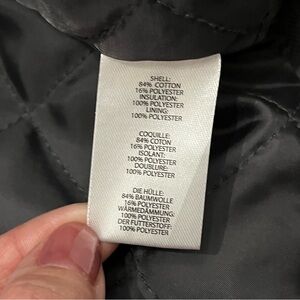 SHELL:
84% COTTON
16% POLYESTER
INSULATION:
100% POLYESTER
LINING:
100% POLYESTER
COQUILLE:
84% COTON
16% POLYESTER
ISOLANT:
100% POLYESTER
DOUBLURE:
100% POLYESTER
DIE HÜLLE:
84% BAUMWOLLE
16% POLYESTER
WÄRMEDÄMMUNG:
100% POLYESTER
DER FUTTERSTOFF:
100% POLYESTER